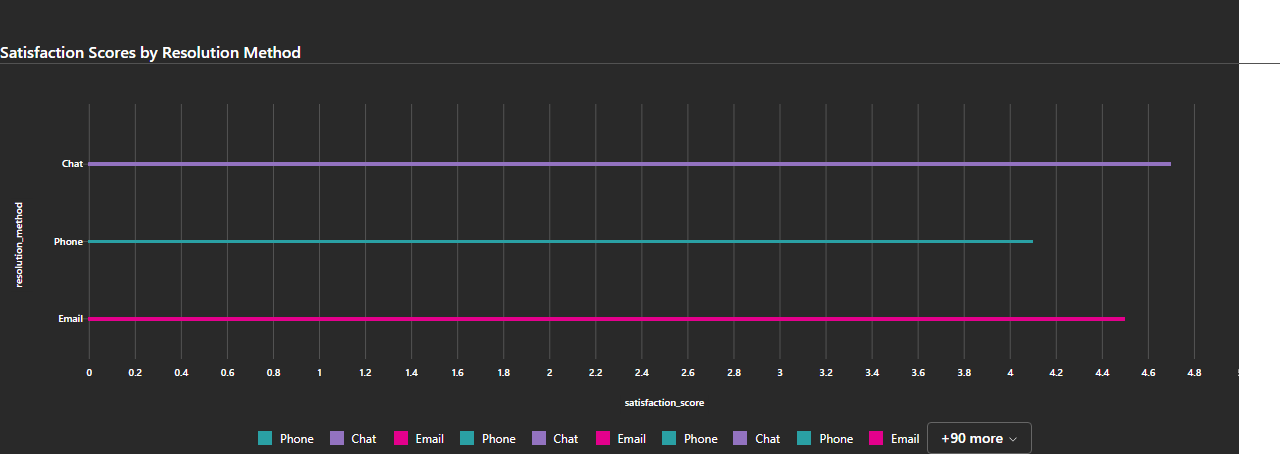 Satisfaction Scores by Resolution Method
resolution_method
Chat
Phone
Email
0 0.2 0.4 0.6 0.8 1 1.2 1.4 1.6 1.8 2 2.2 2.4 2.6 2.8 3 3.2 3.4 3.6 3.8 4 4.2 4.4 4.6 4.8
satisfaction_score
Phone Chat Email Phone Chat Email Phone Chat Phone Email +90 more